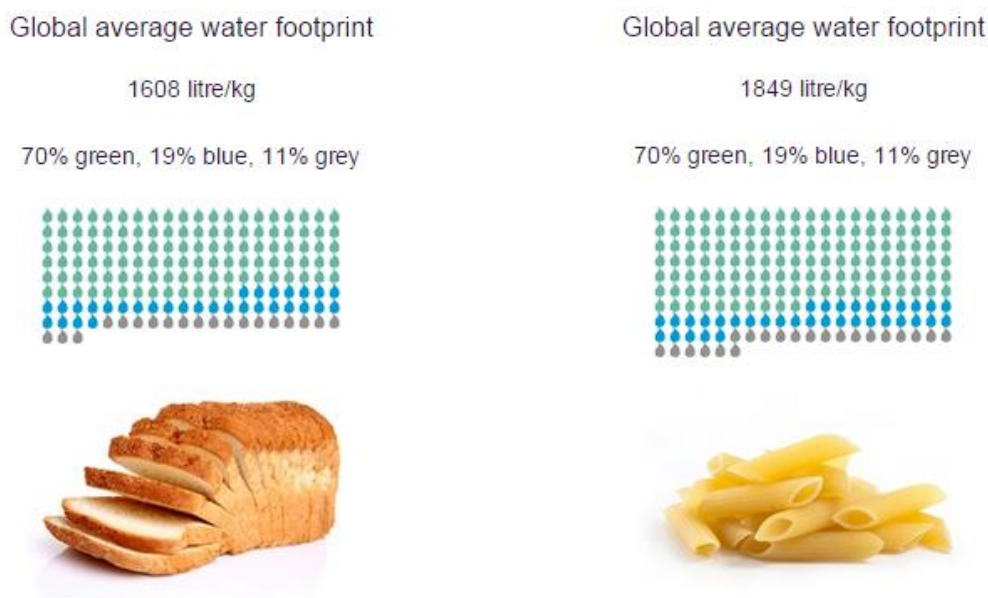 Global average water footprint
1608 litre/kg
70% green, 19% blue, 11% grey
Global average water footprint
1849 litre/kg
70% green, 19% blue, 11% grey